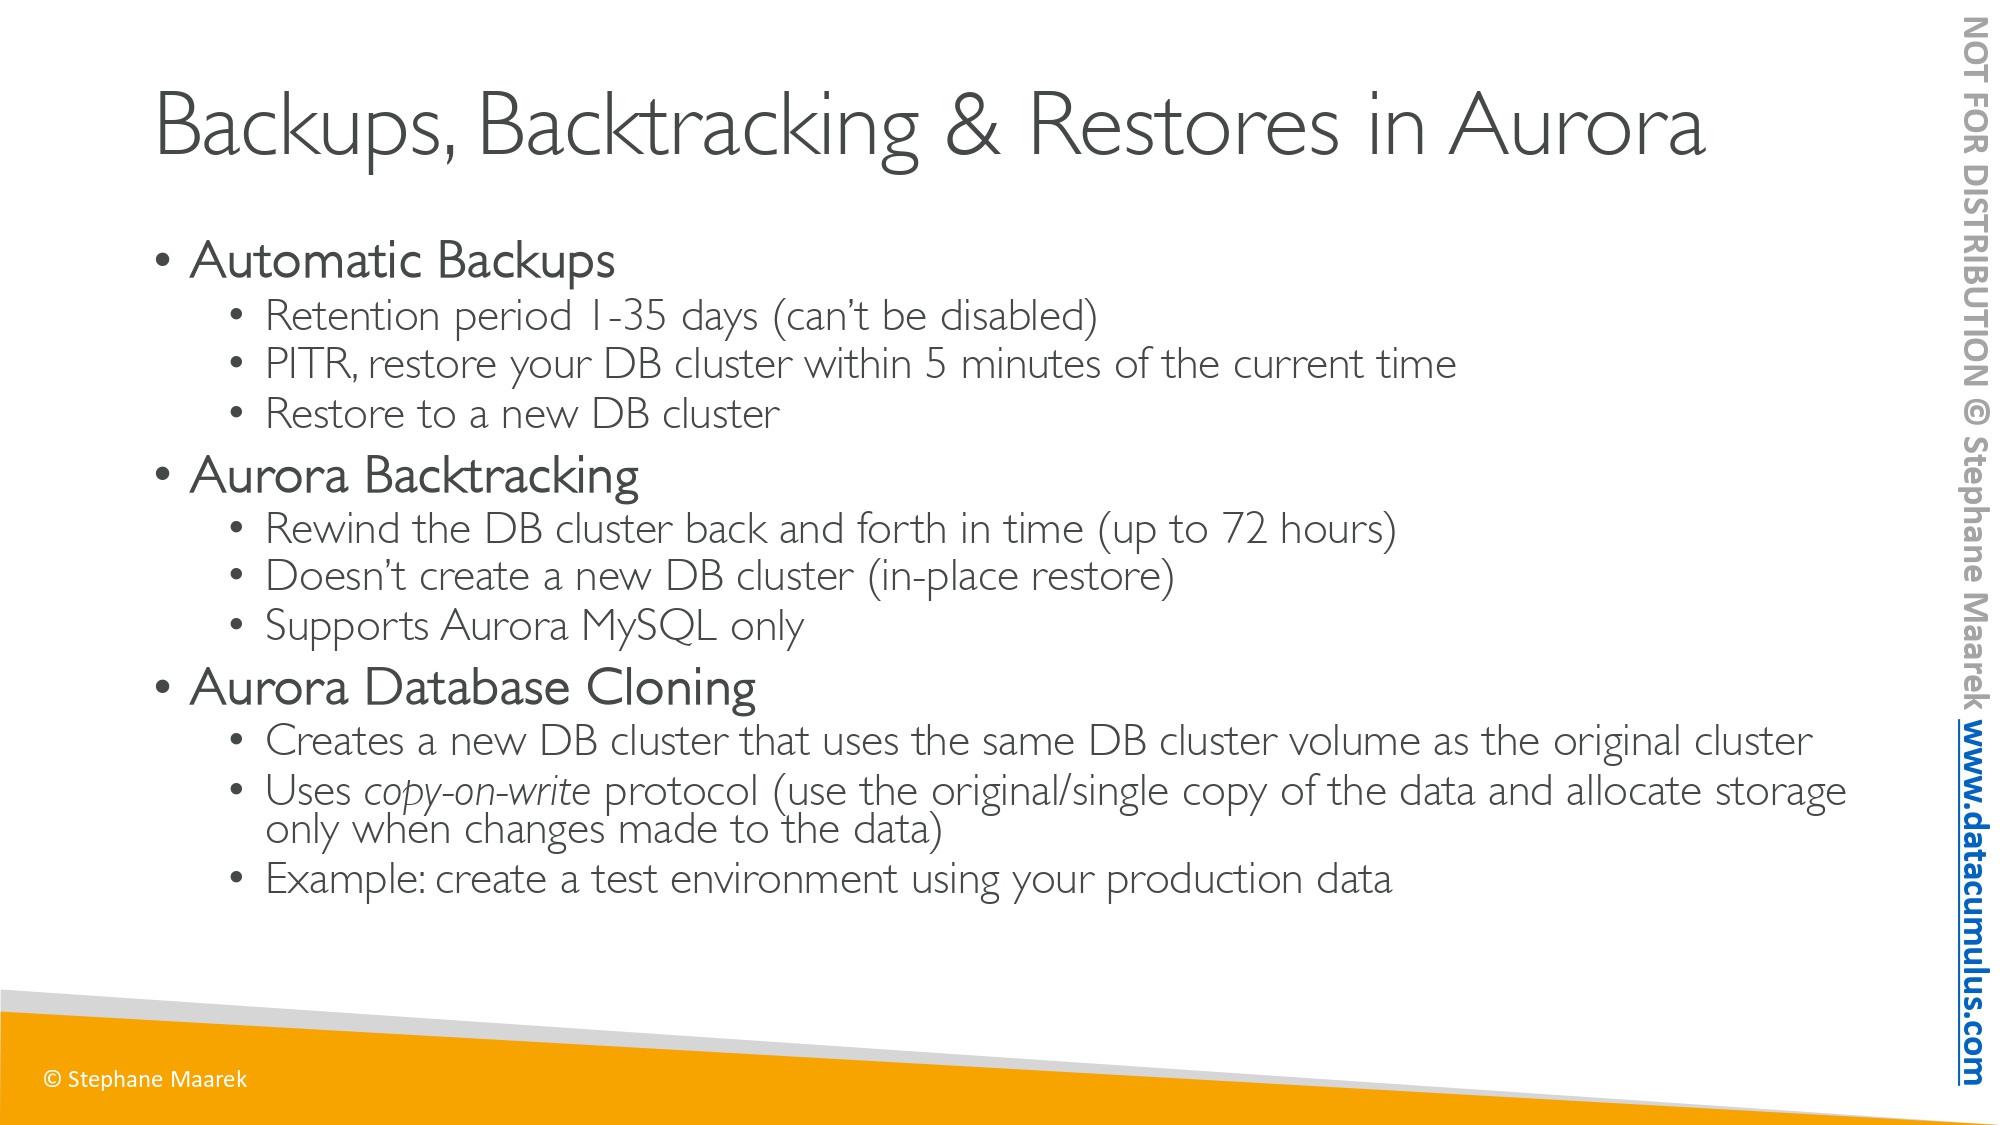 Backups, Backtracking & Restores in Aurora
• Automatic Backups
• Retention period 1-35 days (can’t be disabled)
• PITR, restore your DB cluster within 5 minutes of the current time
• Restore to a new DB cluster
• Aurora Backtracking
• Rewind the DB cluster back and forth in time (up to 72 hours)
• Doesn’t create a new DB cluster (in-place restore)
• Supports Aurora MySQL only
• Aurora Database Cloning
• Creates a new DB cluster that uses the same DB cluster volume as the original cluster
• Uses copy-on-write protocol (use the original/single copy of the data and allocate storage
only when changes made to the data)
• Example: create a test environment using your production data
© Stephane Maarek
NOT FOR DISTRIBUTION © Stephane Maarek www.datacumulus.com